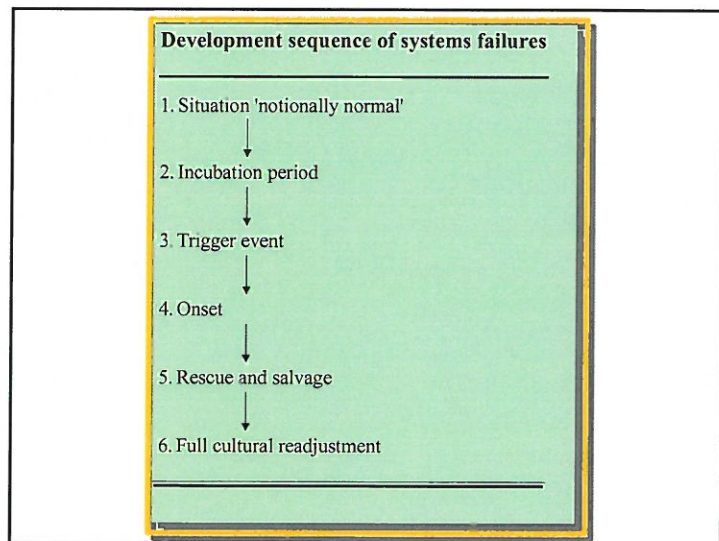 Development sequence of systems failures
1. Situation 'notionally normal'
2. Incubation period
3. Trigger event
4. Onset
5. Rescue and salvage
6. Full cultural readjustment